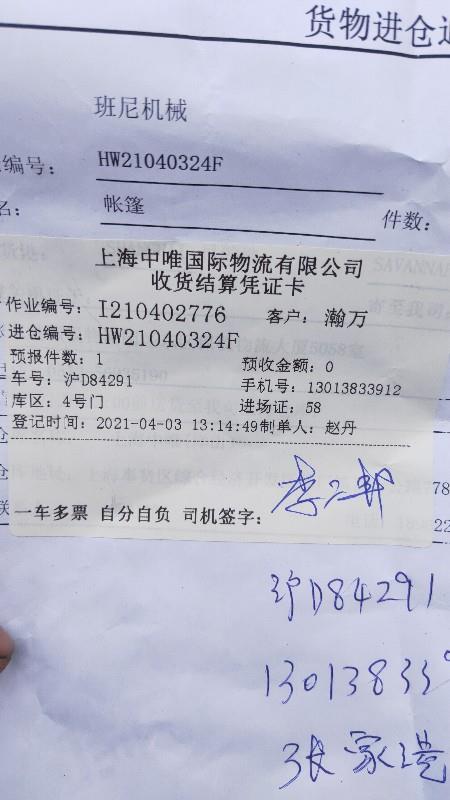 货物进仓通
班尼机械
编号: HW21040324F
名: 帐篷 件数:
SAVANNA
上海中唯国际物流有限公司
收货结算凭证卡
作业编号: I210402776 客户: 瀚万
进仓编号: HW21040324F
预报件数: 1 预收金额: 0
车号: 沪D84291 手机号: 13013833912
库区: 4号门 进场证: 58
登记时间: 2021-04-03 13:14:49 制单人: 赵丹
一车多票 自分自负 司机签字:
沪D84291
130138339
张家港